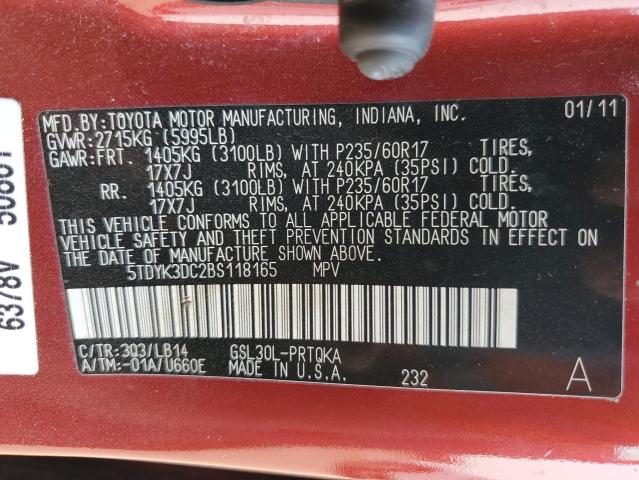 MFD.BY:TOYOTA MOTOR MANUFACTURING, INDIANA, INC. 01/11
GVWR:2715KG (5995LB)
GAWR:FRT. 1405KG (3100LB) WITH P235/60R17 TIRES,
17X7J RIMS, AT 240KPA (35PSI) COLD.
RR. 1405KG (3100LB) WITH P235/60R17 TIRES,
17X7J RIMS, AT 240KPA (35PSI) COLD.
THIS VEHICLE CONFORMS TO ALL APPLICABLE FEDERAL MOTOR
VEHICLE SAFETY AND THEFT PREVENTION STANDARDS IN EFFECT ON
THE DATE OF MANUFACTURE SHOWN ABOVE.
5TDYK3DC2BS118165 MPV
C/TR:3Q3/LB14 GSL30L-PRTQKA
A/TM:-01A/U660E MADE IN U.S.A. 232 A
6378V